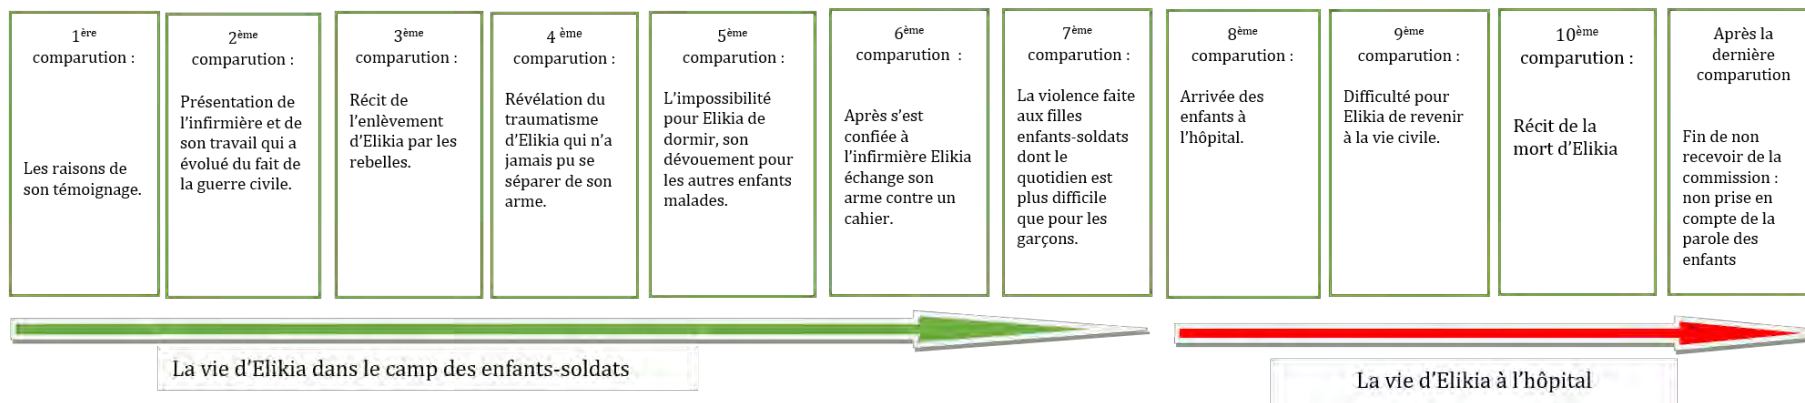 1ère
comparution :
Les raisons de
son témoignage.
2ème
comparution :
Présentation de
l’infirmière et de
son travail qui a
évolué du fait de
la guerre civile.
3ème
comparution :
Récit de
l’enlèvement
d’Elikia par les
rebelles.
4 ème
comparution :
Révélation du
traumatisme
d’Elikia qui n’a
jamais pu se
séparer de son
arme.
5ème
comparution :
L’impossibilité
pour Elikia de
dormir, son
dévouement pour
les autres enfants
malades.
6ème
comparution :
Après s’est
confiée à
l’infirmière Elikia
échange son
arme contre un
cahier.
7ème
comparution :
La violence faite
aux filles
enfants-soldats
dont le
quotidien est
plus difficile
que pour les
garçons.
8ème
comparution :
Arrivée des
enfants à
l’hôpital.
9ème
comparution :
Difficulté pour
Elikia de revenir
à la vie civile.
10ème
comparution :
Récit de la
mort d’Elikia
Après la
dernière
comparution
Fin de non
recevoir de la
commission :
non prise en
compte de la
parole des
enfants
La vie d’Elikia dans le camp des enfants-soldats
La vie d’Elikia à l’hôpital